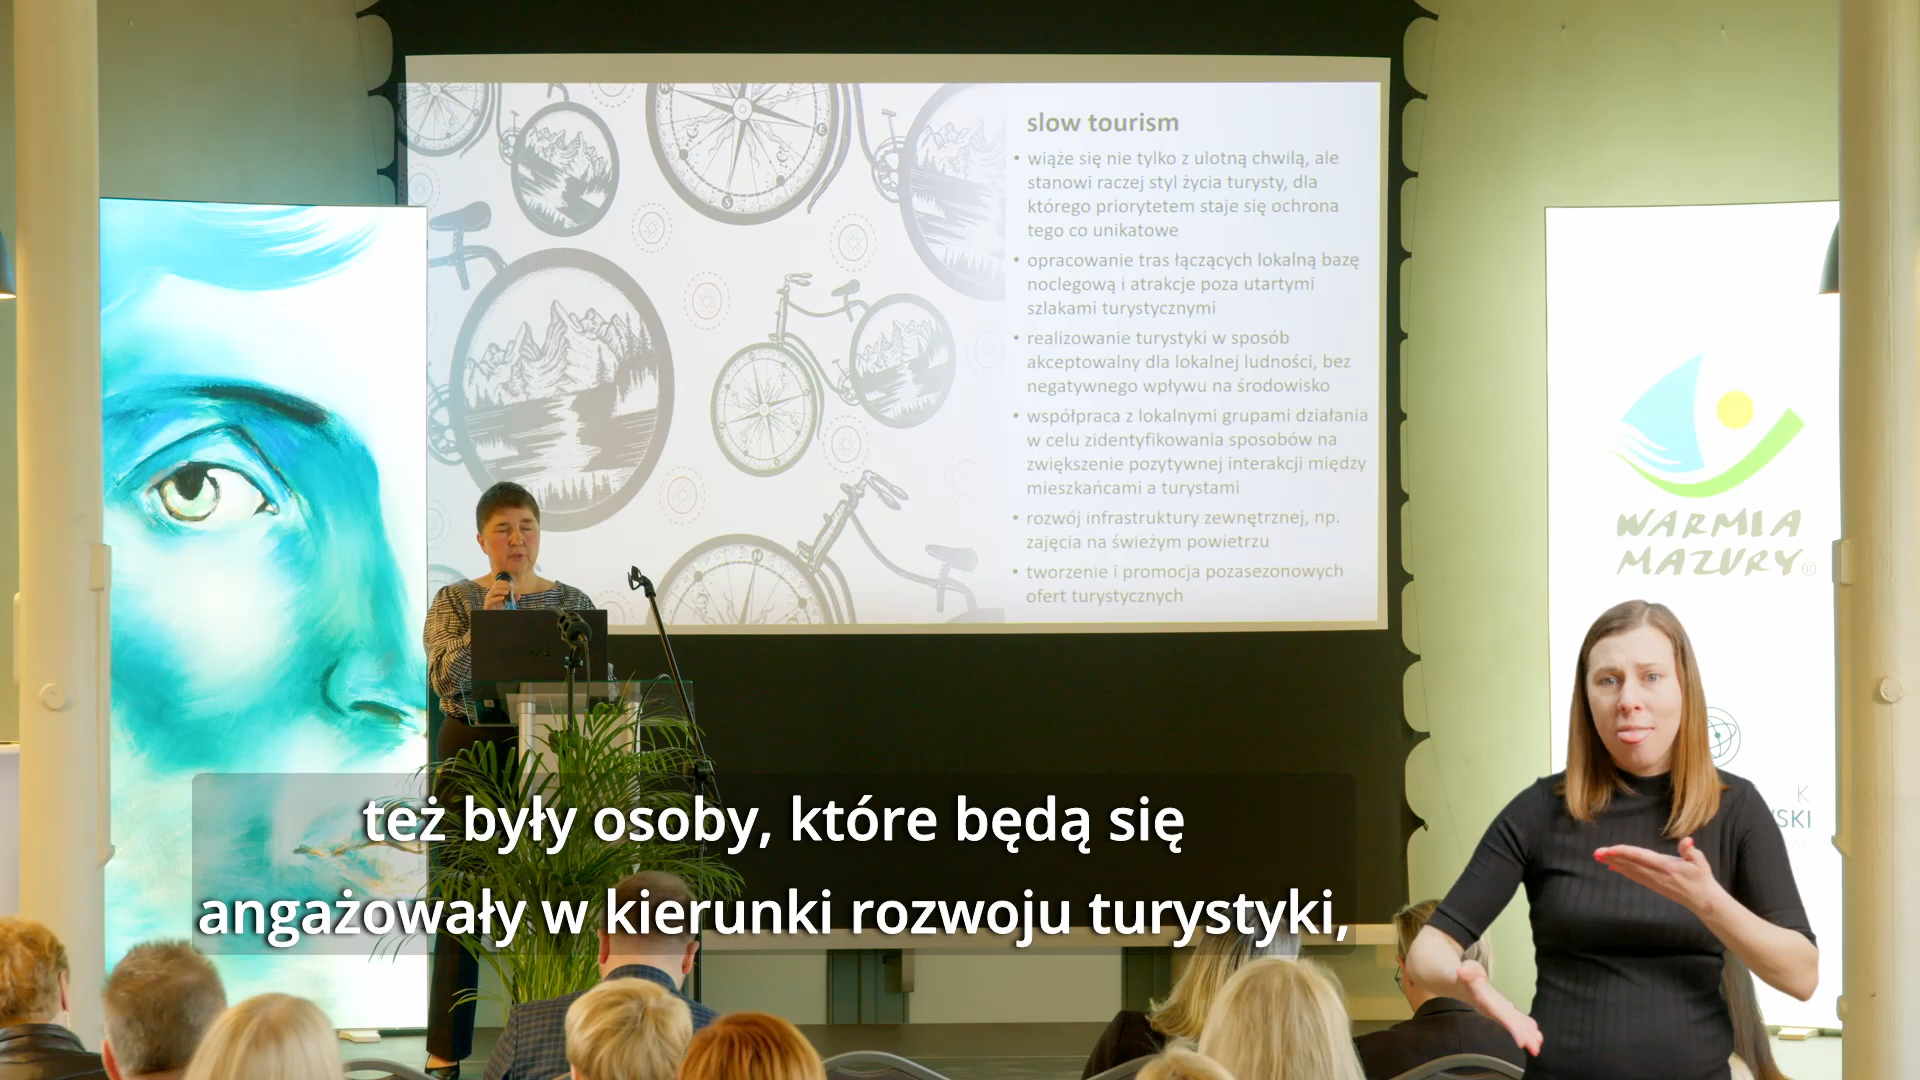 slow tourism
• wiąże się nie tylko z ulotną chwilą, ale
stanowi raczej styl życia turysty, dla
którego priorytetem staje się ochrona
tego co unikatowe
• opracowanie tras łączących lokalną bazę
noclegową i atrakcje poza utartymi
szlakami turystycznymi
• realizowanie turystyki w sposób
akceptowalny dla lokalnej ludności, bez
negatywnego wpływu na środowisko
• współpraca z lokalnymi grupami działania
w celu zidentyfikowania sposobów na
zwiększenie pozytywnej interakcji między
mieszkańcami a turystami
• rozwój infrastruktury zewnętrznej, np.
zajęcia na świeżym powietrzu
• tworzenie i promocja pozasezonowych
ofert turystycznych
WARMIA
MAZURY®
też były osoby, które będą się
angażowały w kierunki rozwoju turystyki,